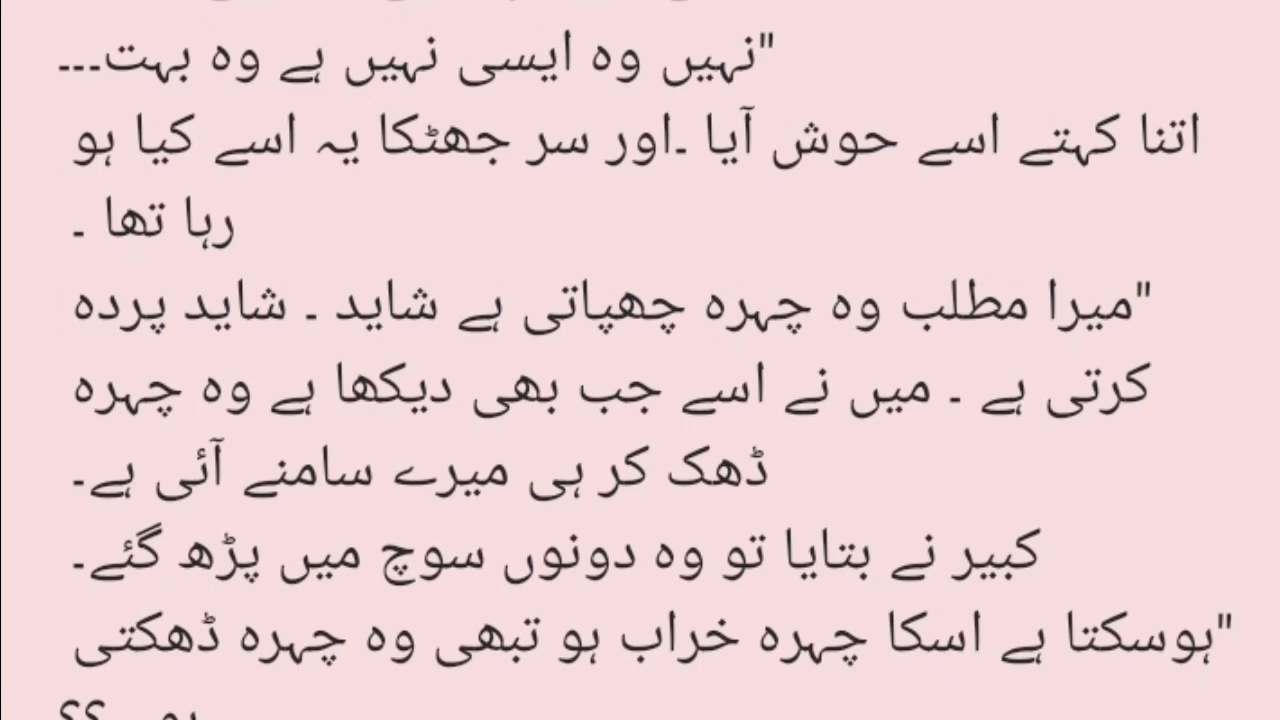 "نہیں وہ ایسی نہیں ہے وہ بہت۔۔۔
اتنا کہتے اسے حوش آیا ۔اور سر جھٹکا یہ اسے کیا ہو
رہا تھا ۔
"میرا مطلب وہ چہرہ چھپاتی ہے شاید ۔ شاید پردہ
کرتی ہے ۔ میں نے اسے جب بھی دیکھا ہے وہ چہرہ
ڈھک کر ہی میرے سامنے آئی ہے۔
کبیر نے بتایا تو وہ دونوں سوچ میں پڑھ گئے۔
"ہوسکتا ہے اسکا چہرہ خراب ہو تبھی وہ چہرہ ڈھکتی
؟؟